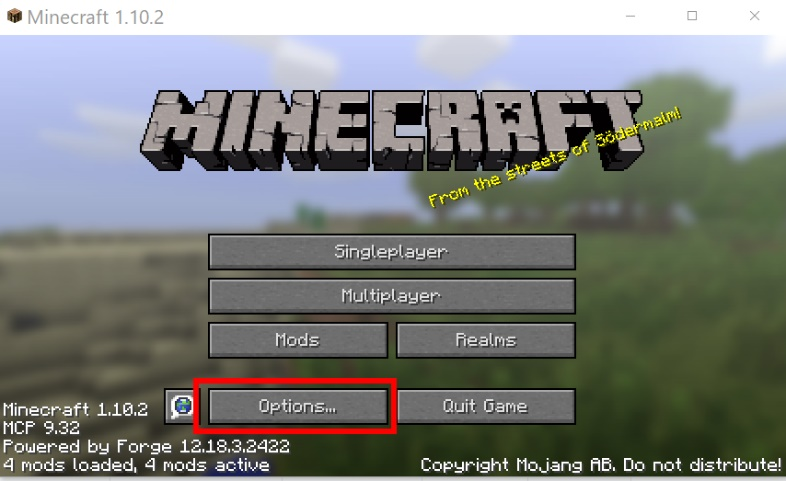 Minecraft 1.10.2
MINECRAFT
From the streets of Södermalm!
Singleplayer
Multiplayer
Mods
Realms
Options...
Quit Game
Minecraft 1.10.2
MCP 9.32
Powered by Forge 12.18.3.2422
4 mods loaded, 4 mods active
Copyright Mojang AB. Do not distribute!